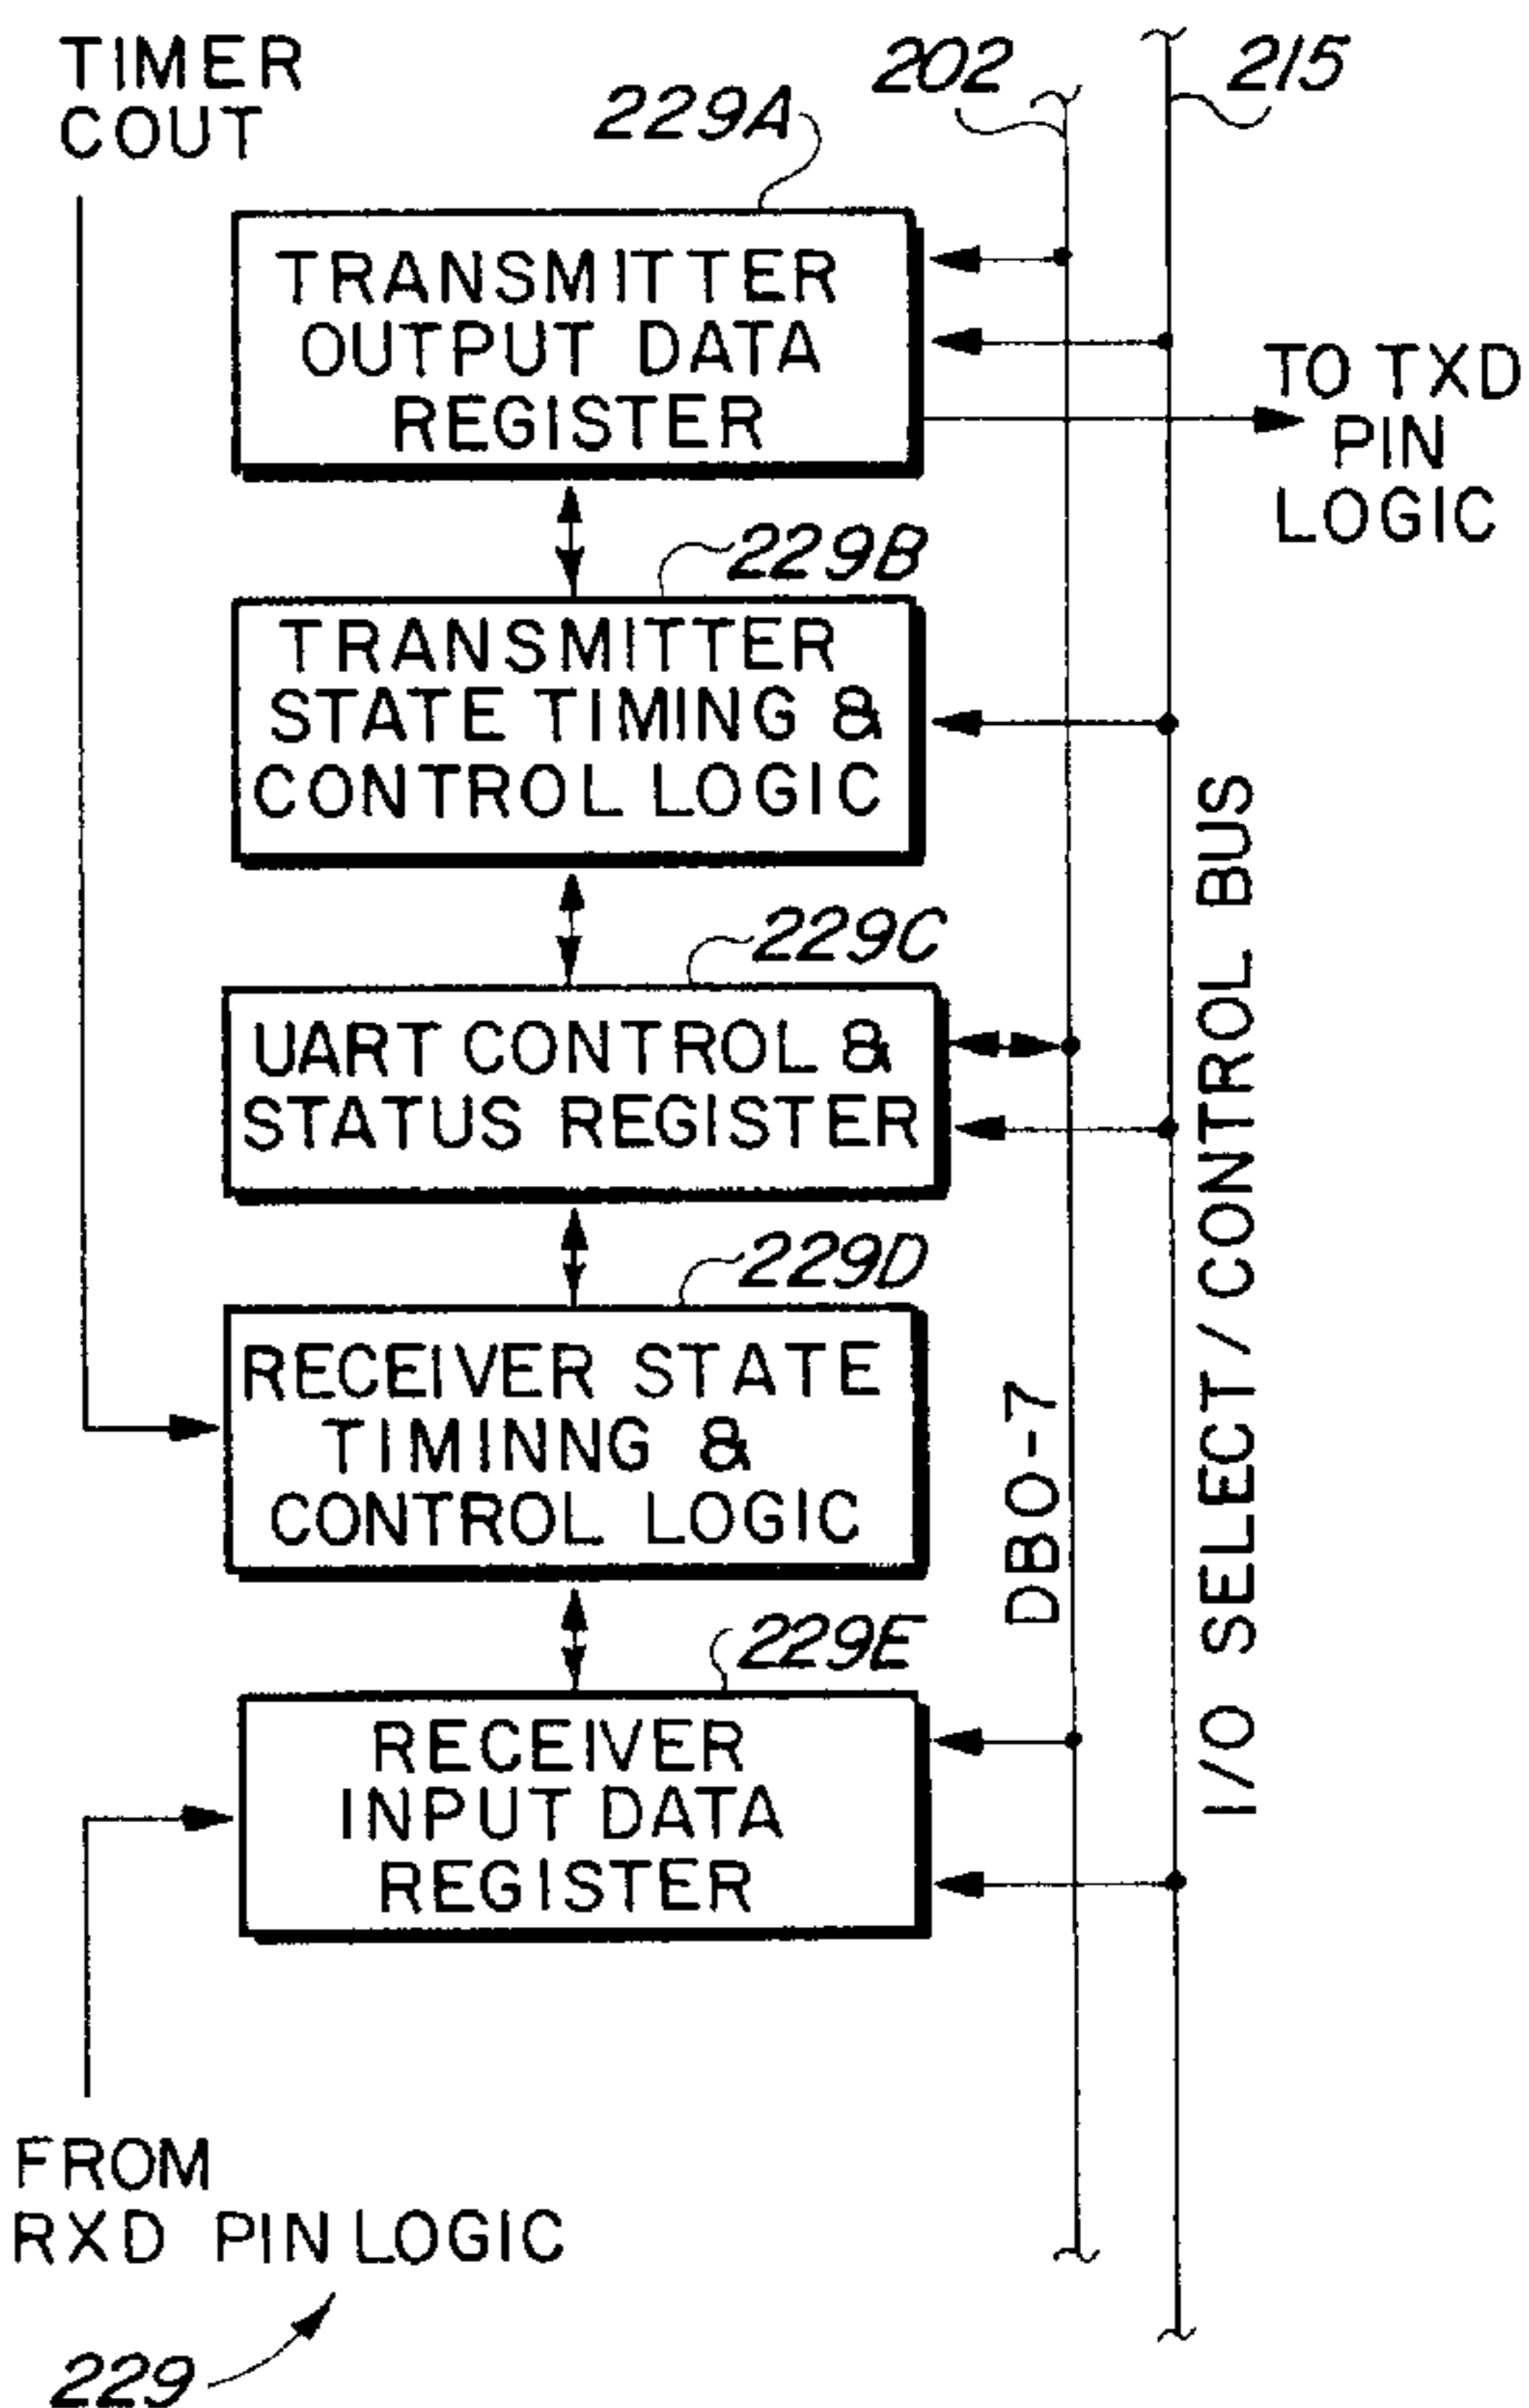 TIMER
COUT
229A
202
215
TRANSMITTER
OUTPUT DATA
REGISTER
TO TXD
PIN
LOGIC
229B
TRANSMITTER
STATE TIMING &
CONTROL LOGIC
229C
UART CONTROL &
STATUS REGISTER
229D
RECEIVER STATE
TIMINNG &
CONTROL LOGIC
DB0-7
I/O SELECT/CONTROL BUS
229E
RECEIVER
INPUT DATA
REGISTER
FROM
RXD PIN LOGIC
229